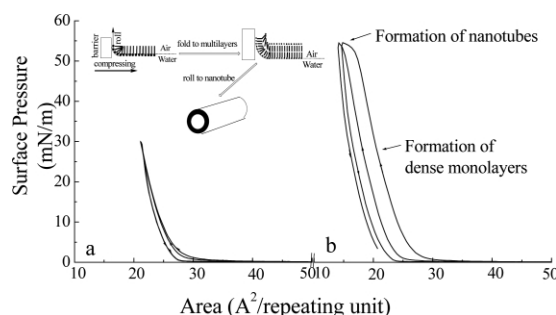 barrier
roll
compressing
Air
Water
fold to multilayers
Air
Water
roll to nanotube
Formation of nanotubes
Formation of
dense monolayers
Surface Pressure
(mN/m)
60
50
40
30
20
10
0
a
b
10 20 30 40 50 10 20 30 40 50
Area (A²/repeating unit)